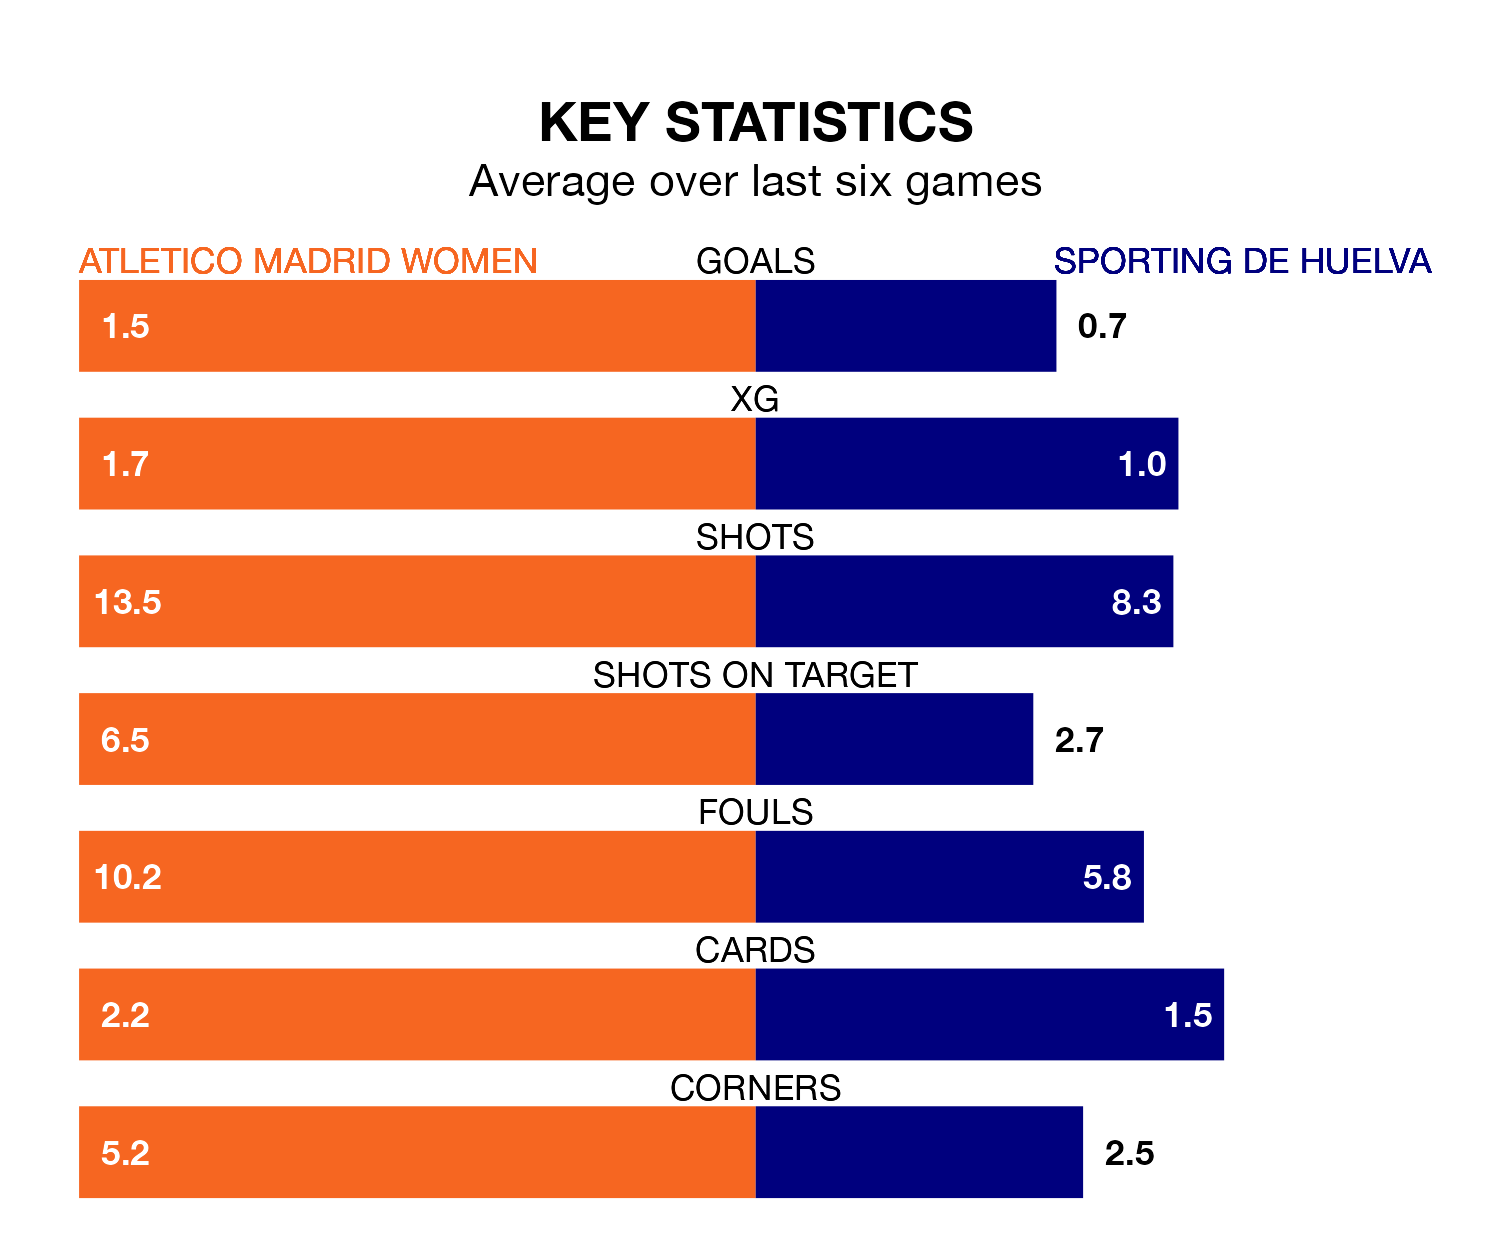 KEY STATISTICS
Average over last six games
ATLETICO MADRID WOMEN GOALS SPORTING DE HUELVA
1.5 0.7
XG
1.7 1.0
SHOTS
13.5 8.3
SHOTS ON TARGET
6.5 2.7
FOULS
10.2 5.8
CARDS
2.2 1.5
CORNERS
5.2 2.5